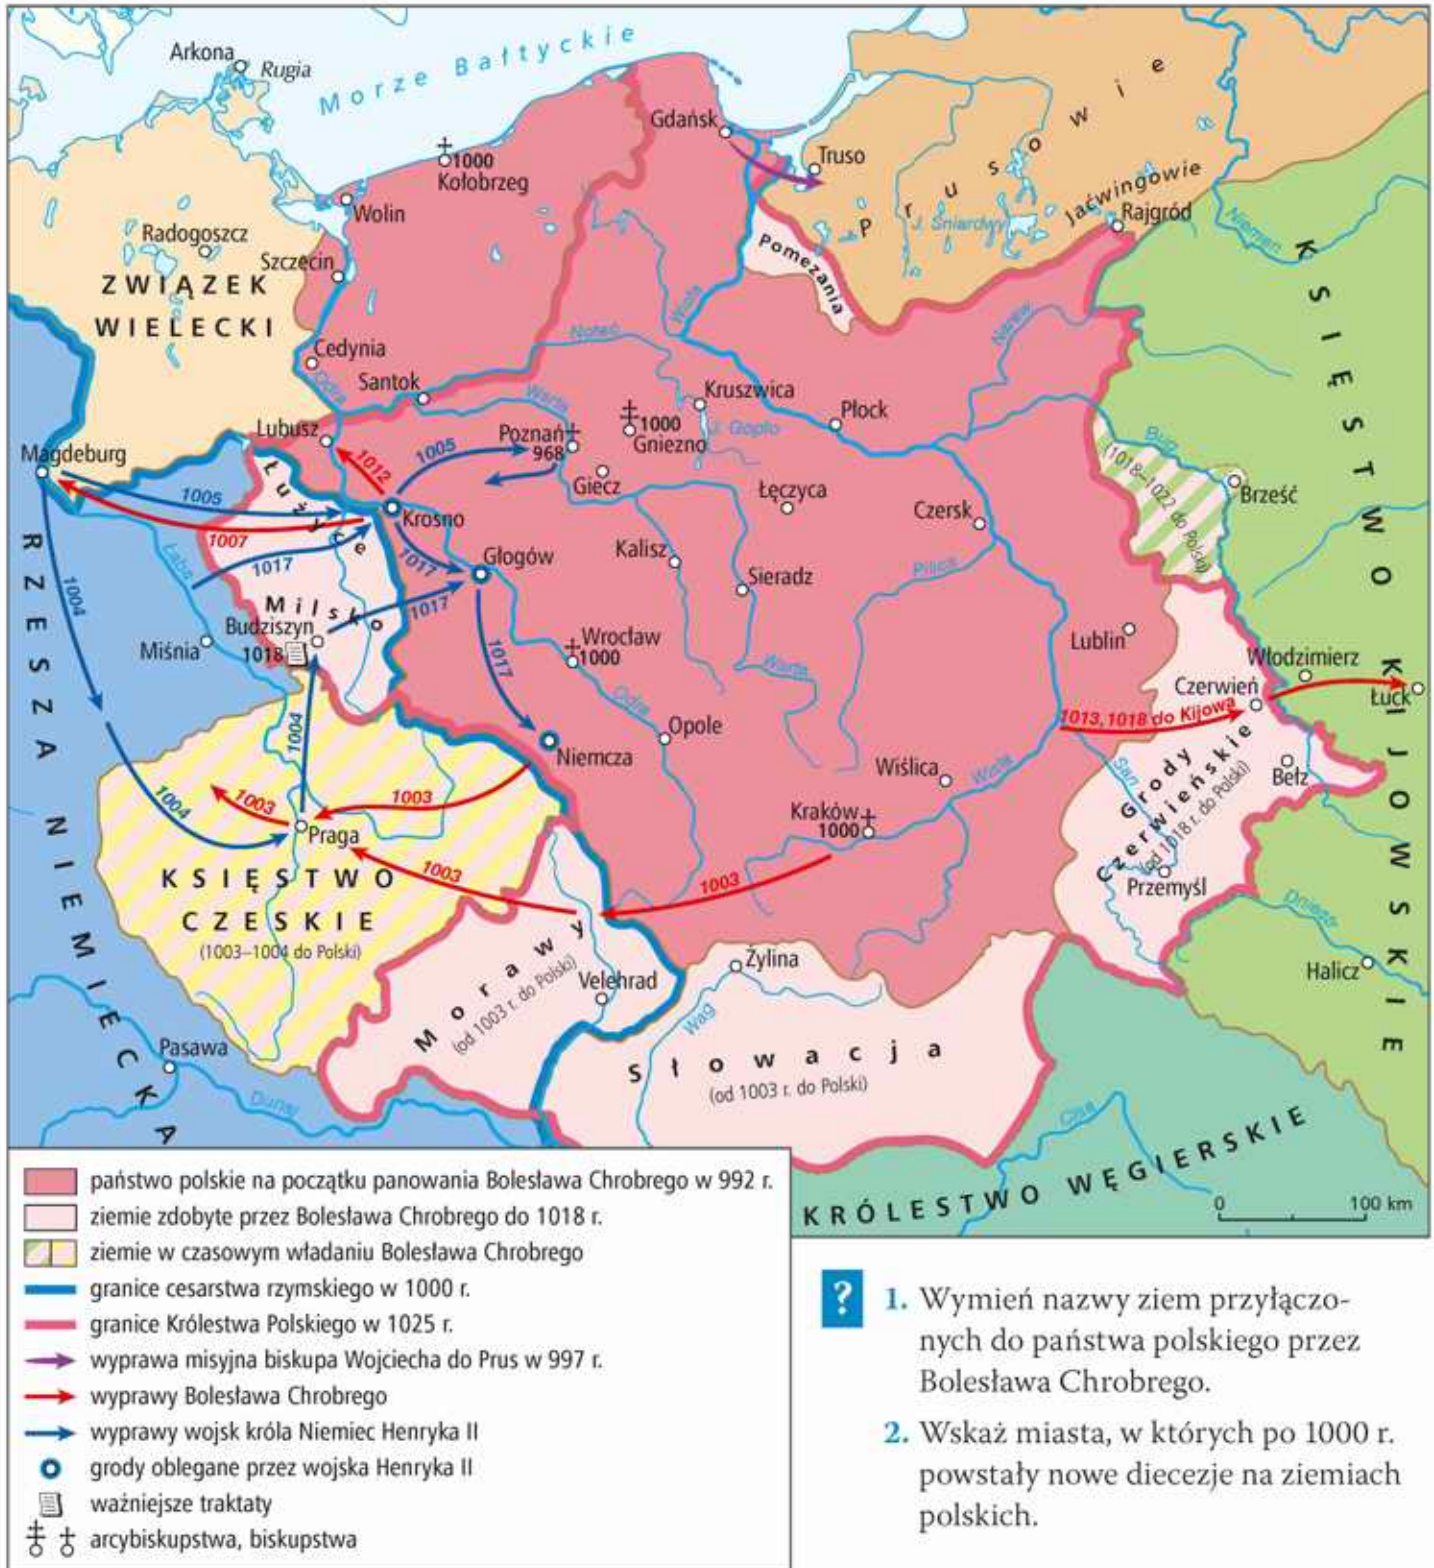 Arkona
Rugia
Morze Bałtyckie
Gdańsk
Truso
Prusowie
Jaćwingowie
Rajgród
J. Śniardwy
Niemen
1000
Kołobrzeg
Wolin
Radogoszcz
Szczecin
ZWIĄZEK
WIELECKI
Pomezania
Wisła
Narew
KSIĘSTWO KIJOWSKIE
Cedynia
Odra
Santok
Noteć
Warta
Kruszwica
Płock
J. Gopło
Lubusz
1012
1005
Poznań
968
1000
Gniezno
Giecz
Łęczyca
Bug
(1018–1022 do Polski)
Brześć
Magdeburg
1005
1007
Łużyce
Krosno
Czersk
Łaba
1017
1017
Głogów
Kalisz
Sieradz
Pilica
1004
RZESZA NIEMIECKA
Milsko
1017
Budziszyn
1018
Miśnia
1017
Wrocław
1000
Warta
Lublin
Włodzimierz
Czerwień
Łuck
1013, 1018 do Kijowa
Odra
Opole
1004
Niemcza
Wiślica
Wisła
San
Grody
Czerwieńskie
(od 1018 r. do Polski)
Bełz
1003
1003
1004
Praga
Kraków
1000
Przemyśl
KSIĘSTWO
CZESKIE
(1003–1004 do Polski)
1003
1003
Dniestr
Halicz
Morawy
(od 1003 r. do Polski)
Velehrad
Żylina
Wag
Słowacja
(od 1003 r. do Polski)
Pasawa
Dunaj
Cisa
KRÓLESTWO WĘGIERSKIE
0 100 km
państwo polskie na początku panowania Bolesława Chrobrego w 992 r.
ziemie zdobyte przez Bolesława Chrobrego do 1018 r.
ziemie w czasowym władaniu Bolesława Chrobrego
granice cesarstwa rzymskiego w 1000 r.
granice Królestwa Polskiego w 1025 r.
wyprawa misyjna biskupa Wojciecha do Prus w 997 r.
wyprawy Bolesława Chrobrego
wyprawy wojsk króla Niemiec Henryka II
grody oblegane przez wojska Henryka II
ważniejsze traktaty
arcybiskupstwa, biskupstwa
?
1. Wymień nazwy ziem przyłączo-
nych do państwa polskiego przez
Bolesława Chrobrego.
2. Wskaż miasta, w których po 1000 r.
powstały nowe diecezje na ziemiach
polskich.